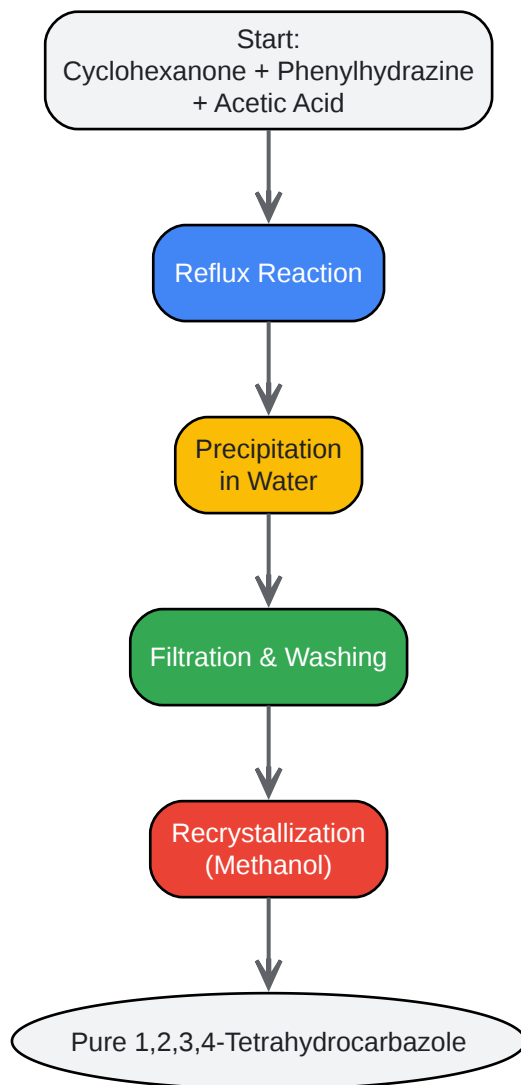 Start:
Cyclohexanone + Phenylhydrazine
+ Acetic Acid
Reflux Reaction
Precipitation
in Water
Filtration & Washing
Recrystallization
(Methanol)
Pure 1,2,3,4-Tetrahydrocarbazole